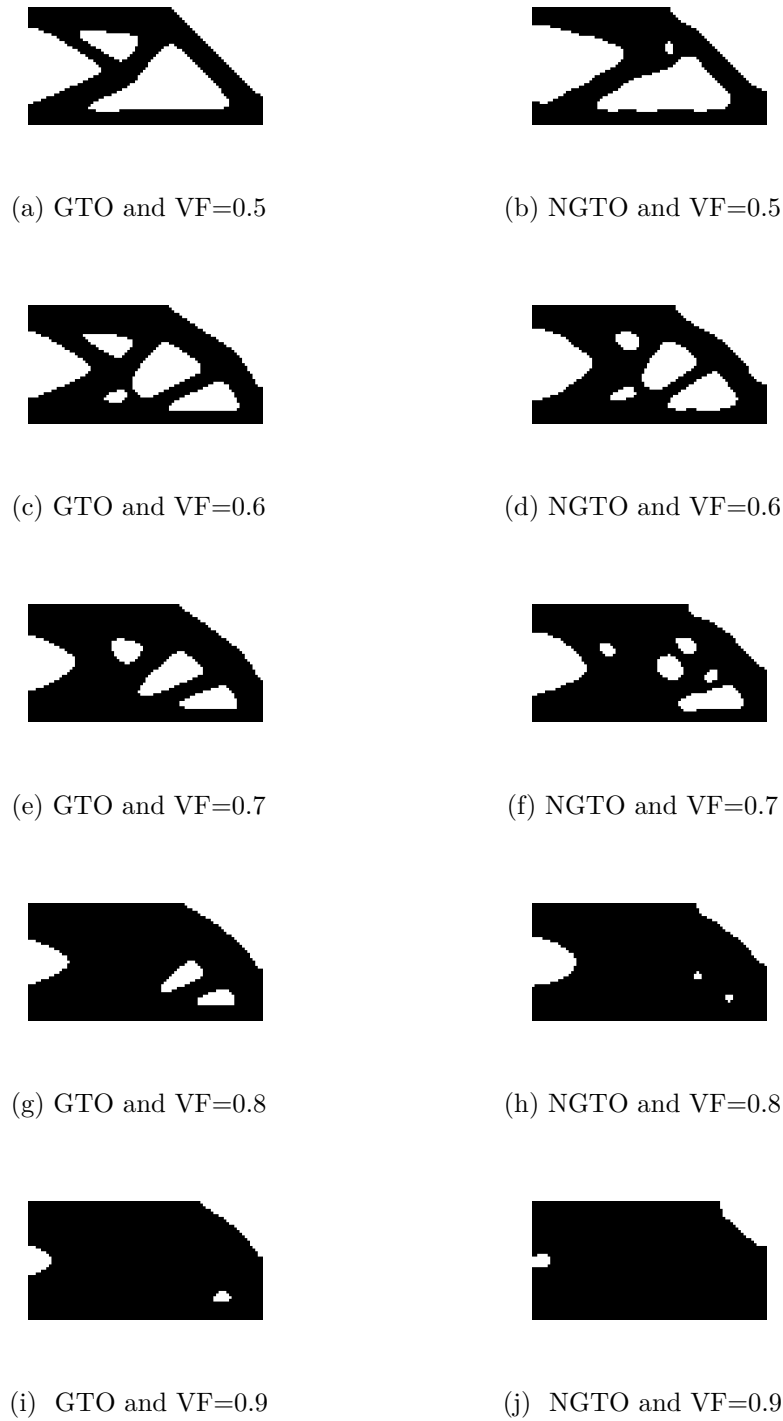 (a) GTO and VF=0.5
(b) NGTO and VF=0.5
(c) GTO and VF=0.6
(d) NGTO and VF=0.6
(e) GTO and VF=0.7
(f) NGTO and VF=0.7
(g) GTO and VF=0.8
(h) NGTO and VF=0.8
(i) GTO and VF=0.9
(j) NGTO and VF=0.9